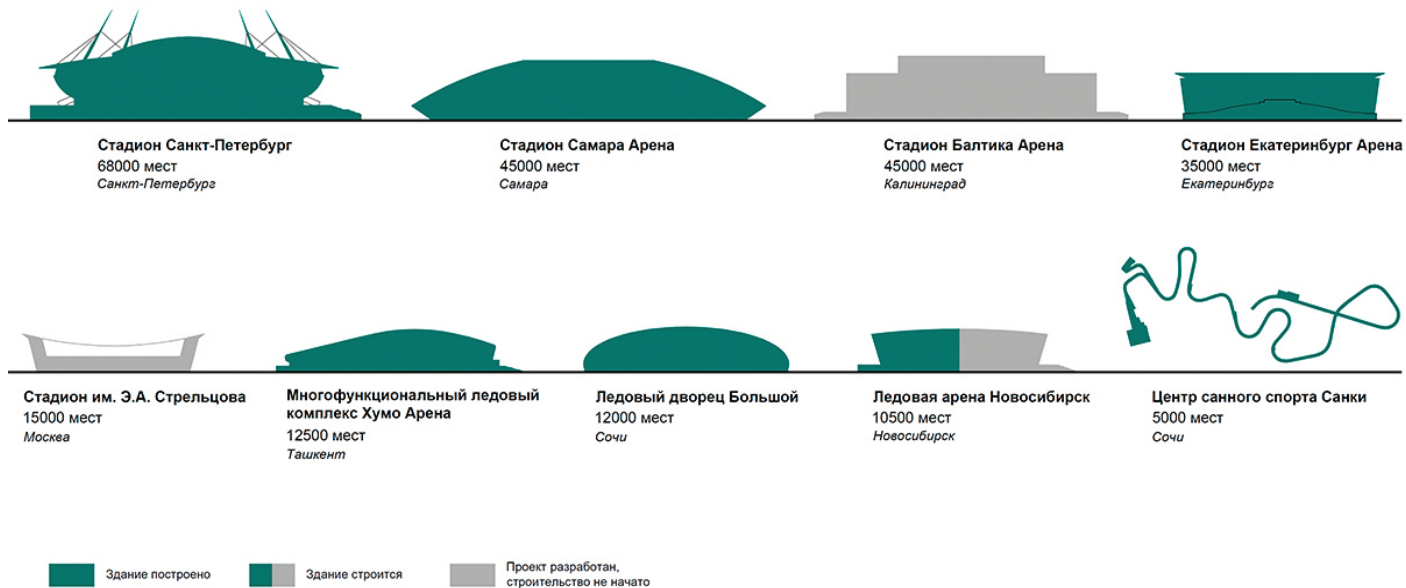 Стадион Санкт-Петербург
68000 мест
Санкт-Петербург
Стадион Самара Арена
45000 мест
Самара
Стадион Балтика Арена
45000 мест
Калининград
Стадион Екатеринбург Арена
35000 мест
Екатеринбург
Стадион им. Э.А. Стрельцова
15000 мест
Москва
Многофункциональный ледовый
комплекс Хумо Арена
12500 мест
Ташкент
Ледовый дворец Большой
12000 мест
Сочи
Ледовая арена Новосибирск
10500 мест
Новосибирск
Центр санного спорта Санки
5000 мест
Сочи
Здание построено
Здание строится
Проект разработан,
строительство не начато